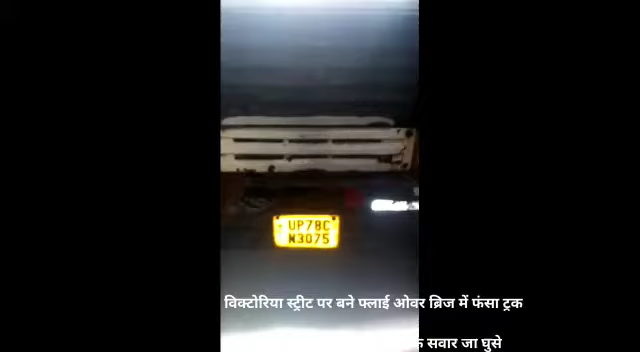 UP78C
N3075
विक्टोरिया स्ट्रीट पर बने फ्लाई ओवर ब्रिज में फंसा ट्रक
सवार जा घुसे